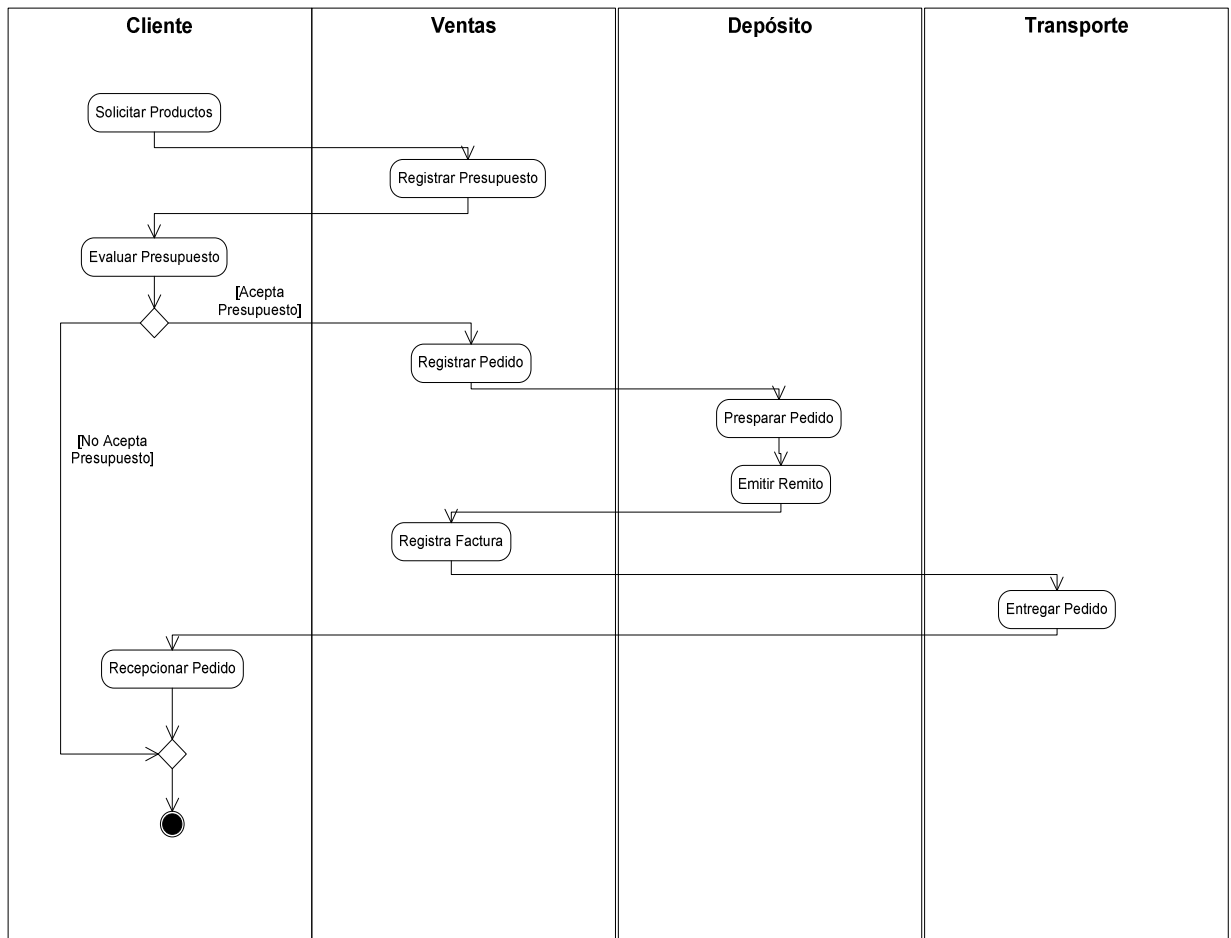 Cliente
Ventas
Depósito
Transporte
Solicitar Productos
Registrar Presupuesto
Evaluar Presupuesto
[Acepta
Presupuesto]
Registrar Pedido
Presparar Pedido
[No Acepta
Presupuesto]
Emitir Remito
Registra Factura
Entregar Pedido
Recepcionar Pedido